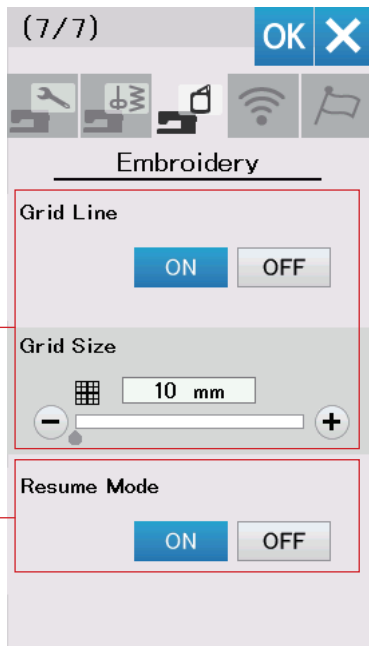 (7/7) OK
Embroidery
Grid Line
ON OFF
Grid Size
10 mm
Resume Mode
ON OFF